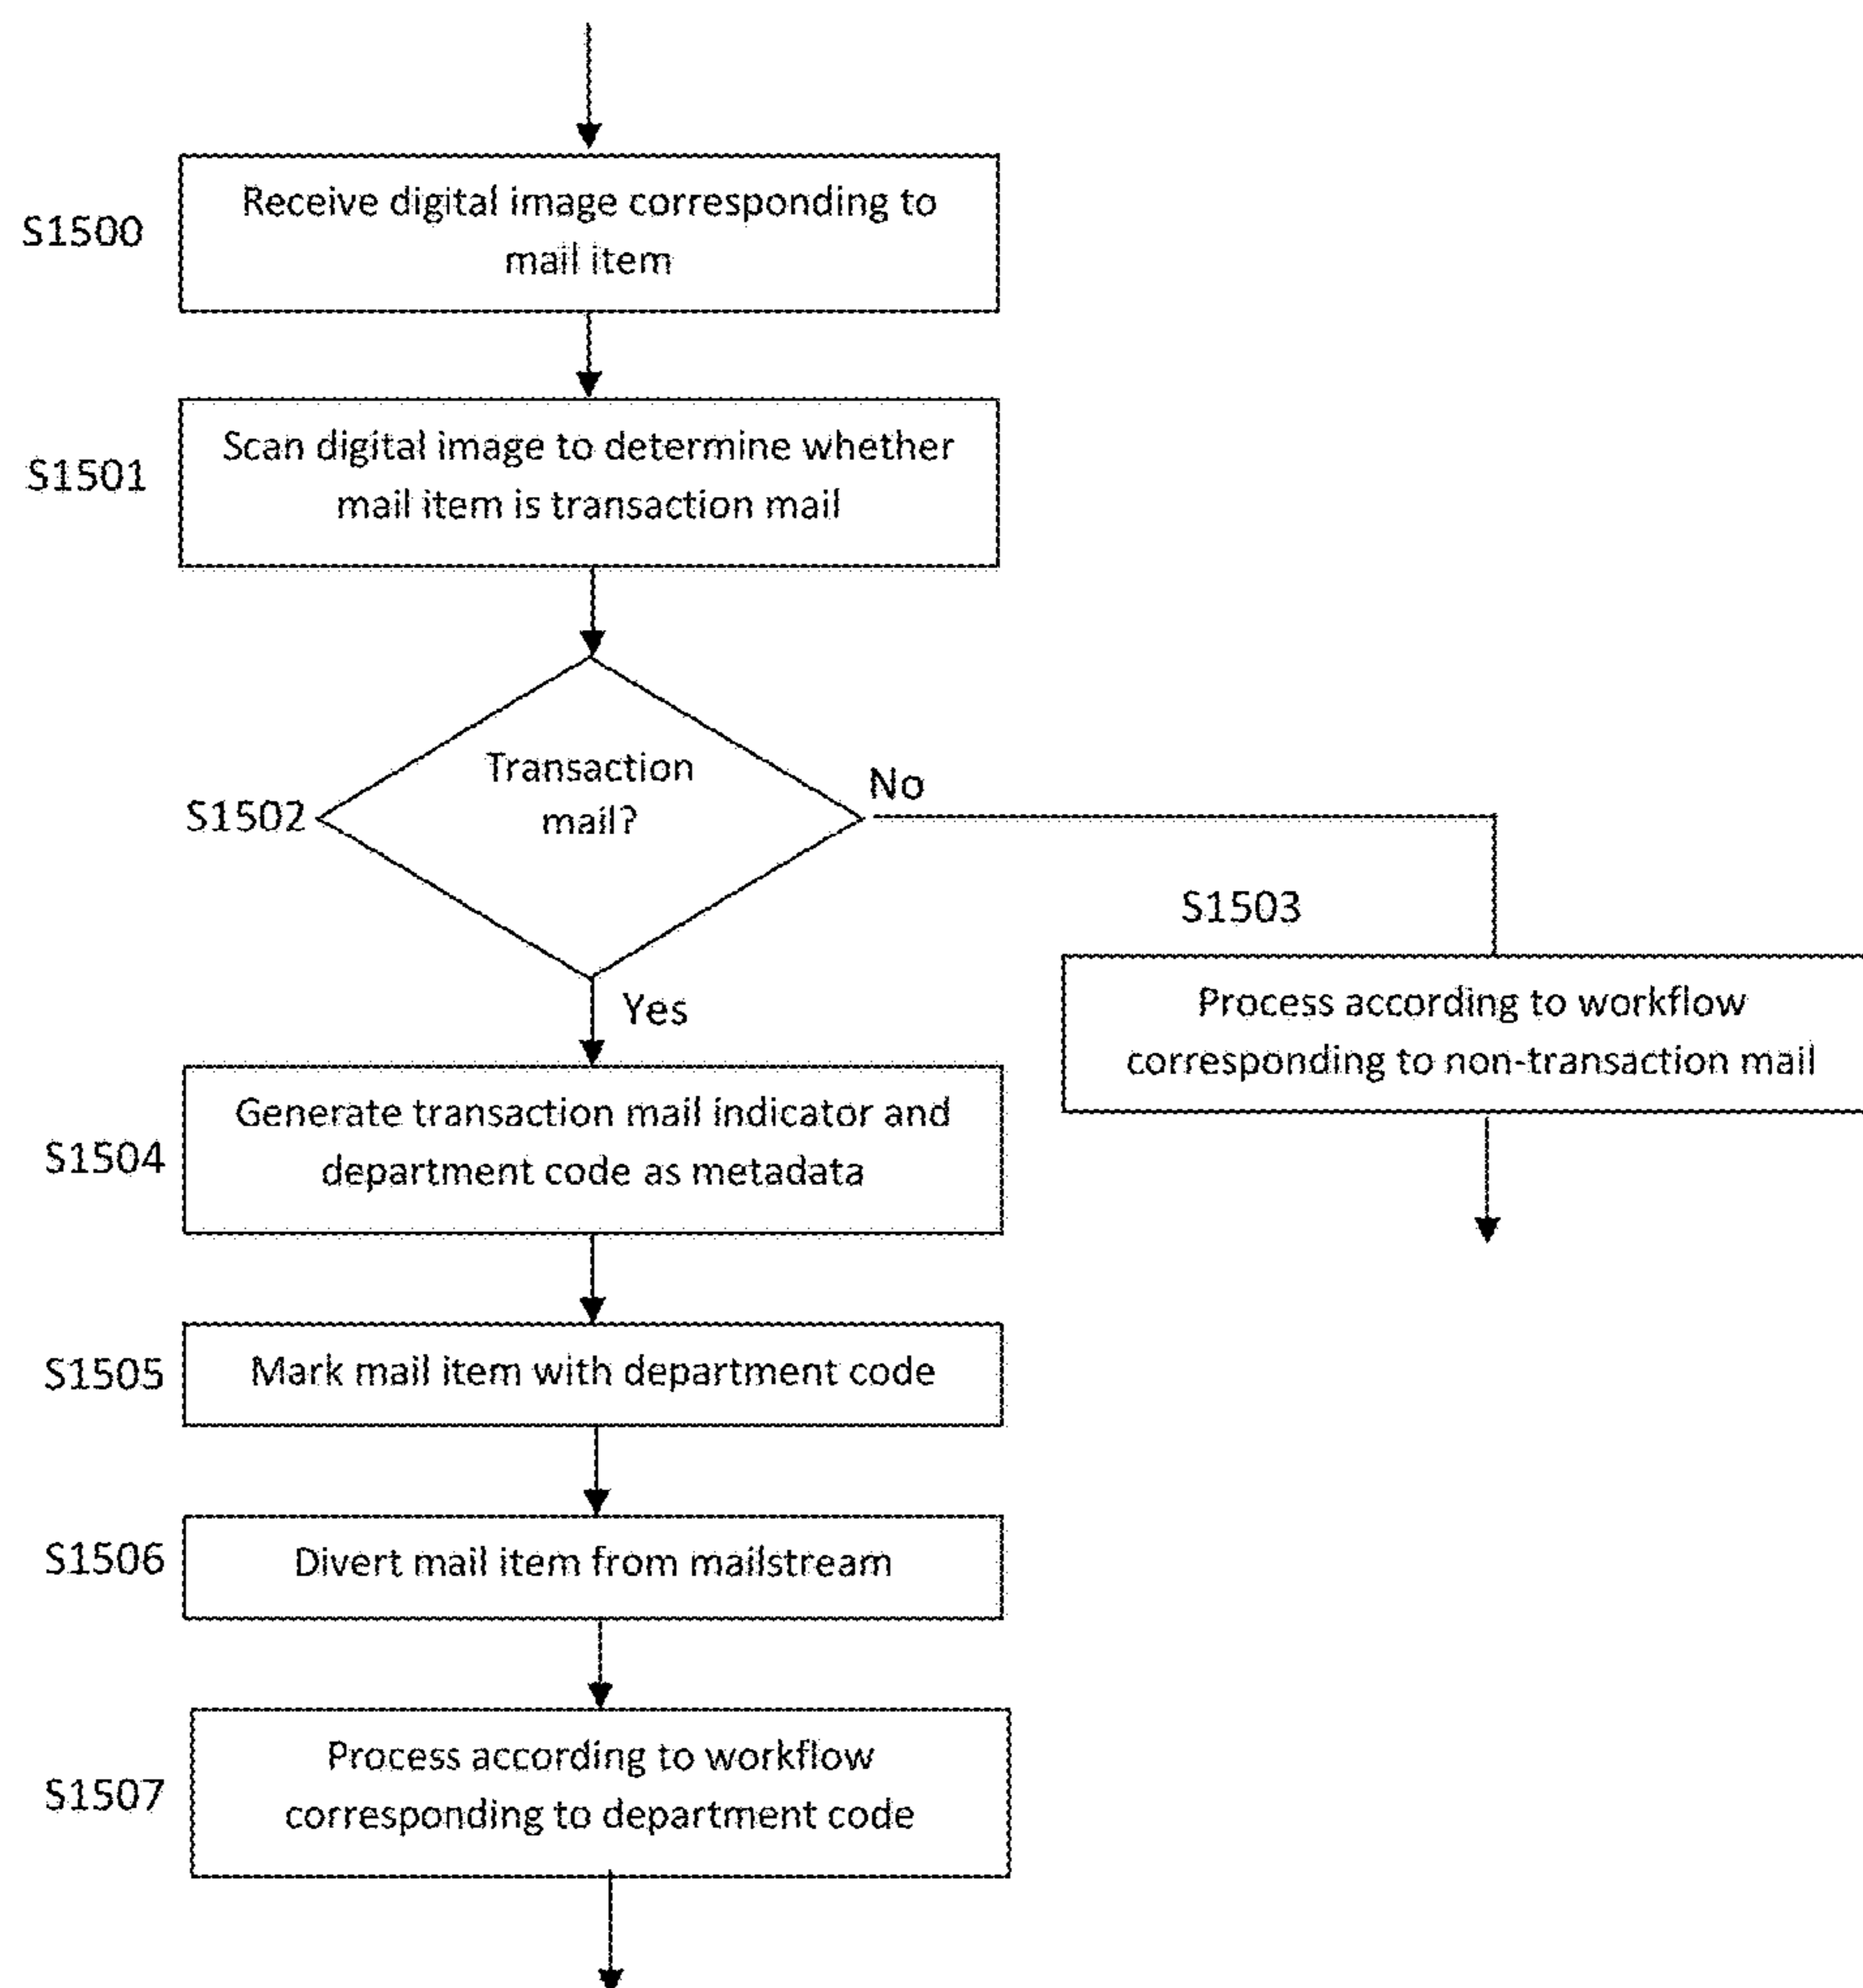 S1500
Receive digital image corresponding to
mail item
S1501
Scan digital image to determine whether
mail item is transaction mail
S1502
Transaction
mail?
No
Yes
S1503
Process according to workflow
corresponding to non-transaction mail
S1504
Generate transaction mail indicator and
department code as metadata
S1505
Mark mail item with department code
S1506
Divert mail item from mailstream
S1507
Process according to workflow
corresponding to department code